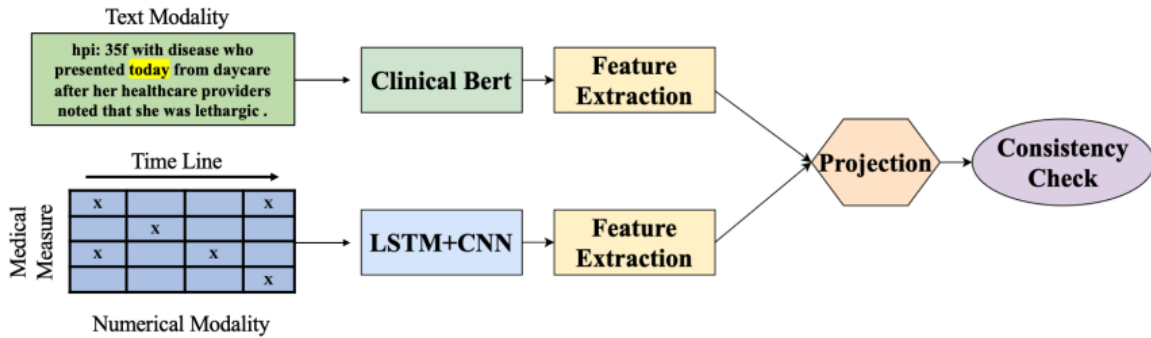 Text Modality
hpi: 35f with disease who
presented today from daycare
after her healthcare providers
noted that she was lethargic .
Clinical Bert
Feature
Extraction
Projection
Consistency
Check
Time Line
Medical
Measure
x x
x
x x
x
LSTM+CNN
Feature
Extraction
Numerical Modality